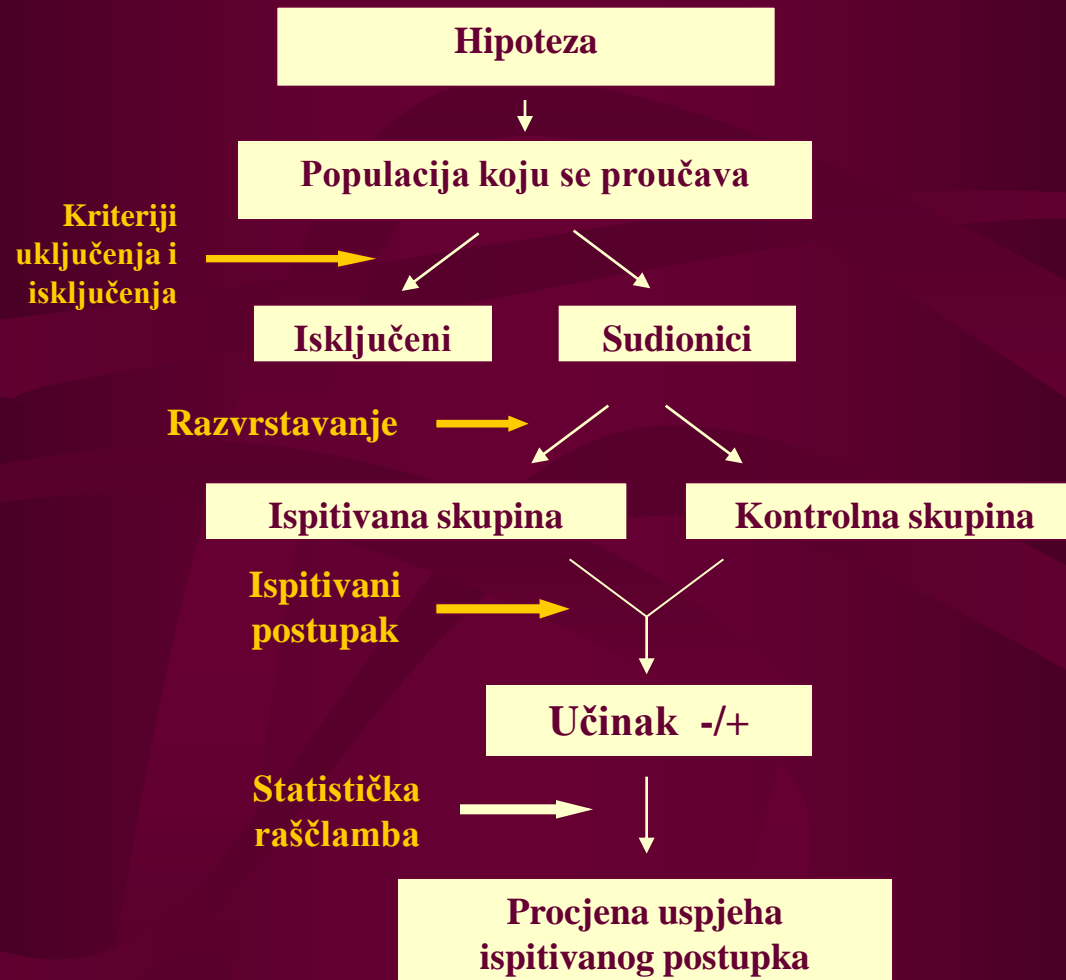 Hipoteza
Populacija koju se proučava
Kriteriji
uključenja i
isključenja
Isključeni
Sudionici
Razvrstavanje
Ispitivana skupina
Kontrolna skupina
Ispitivani
postupak
Učinak -/+
Statistička
raščlamba
Procjena uspjeha
ispitivanog postupka